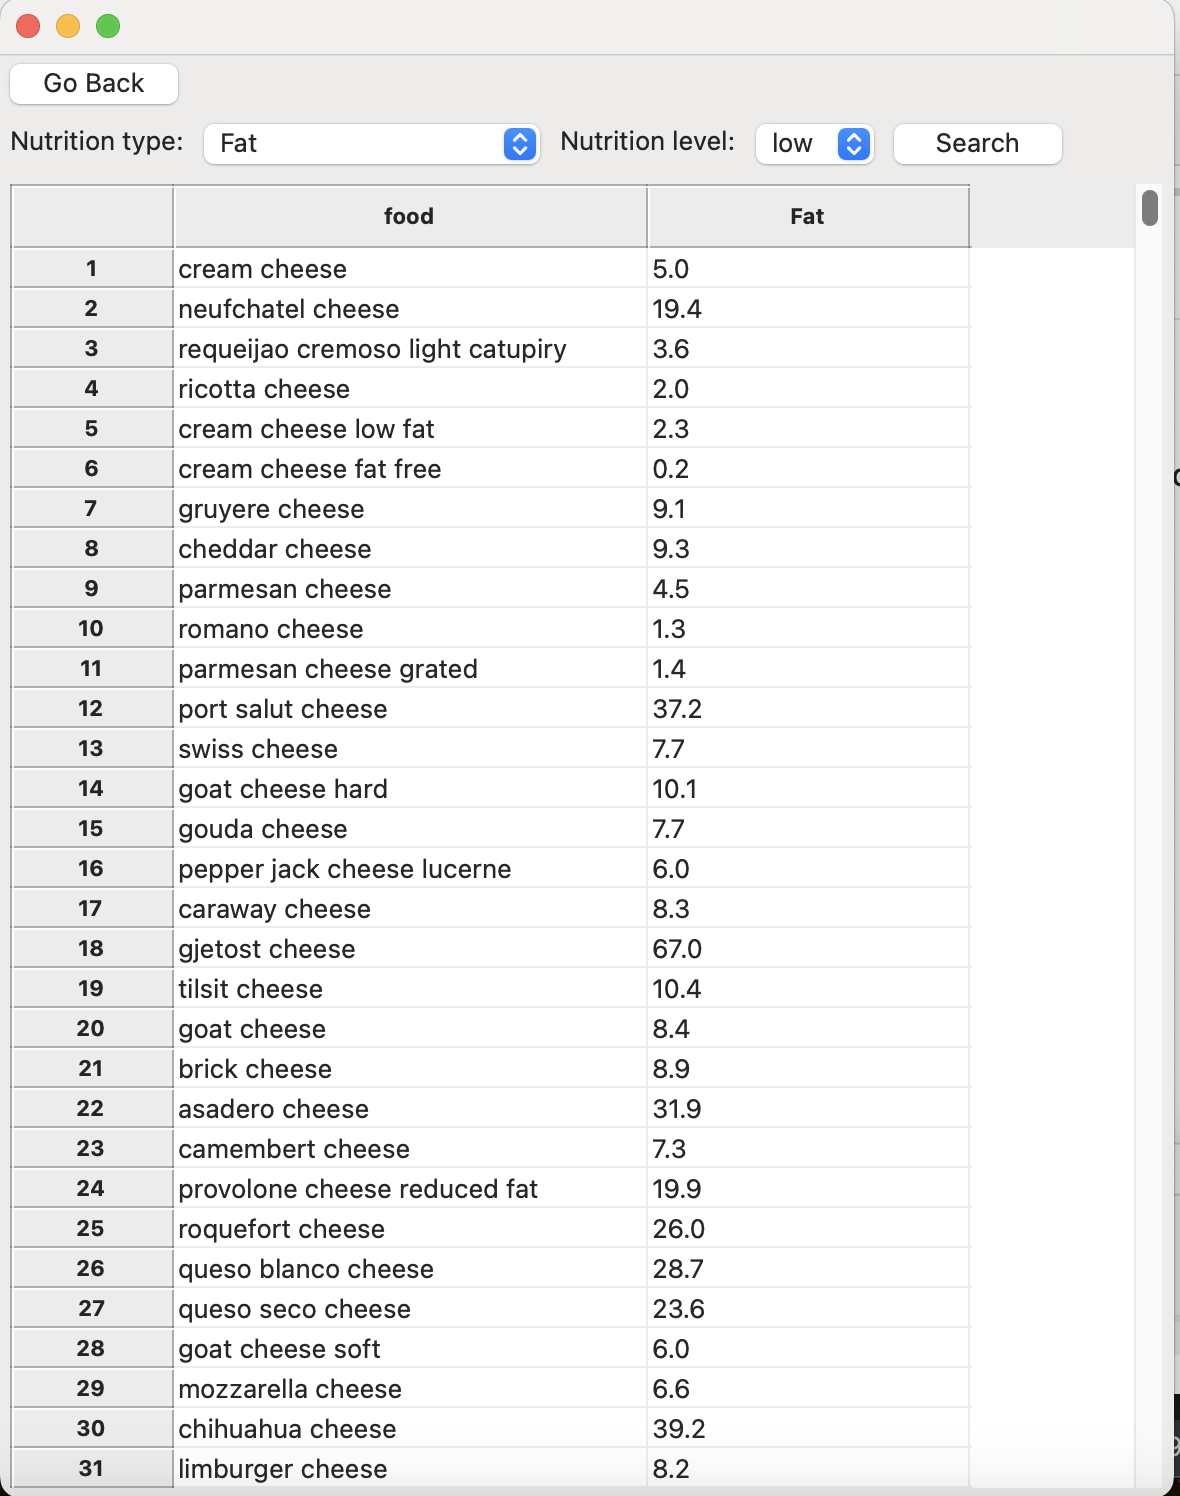 Go Back
Nutrition type: Fat Nutrition level: low Search
food Fat
1 cream cheese 5.0
2 neufchatel cheese 19.4
3 requeijao cremoso light catupiry 3.6
4 ricotta cheese 2.0
5 cream cheese low fat 2.3
6 cream cheese fat free 0.2
7 gruyere cheese 9.1
8 cheddar cheese 9.3
9 parmesan cheese 4.5
10 romano cheese 1.3
11 parmesan cheese grated 1.4
12 port salut cheese 37.2
13 swiss cheese 7.7
14 goat cheese hard 10.1
15 gouda cheese 7.7
16 pepper jack cheese lucerne 6.0
17 caraway cheese 8.3
18 gjetost cheese 67.0
19 tilsit cheese 10.4
20 goat cheese 8.4
21 brick cheese 8.9
22 asadero cheese 31.9
23 camembert cheese 7.3
24 provolone cheese reduced fat 19.9
25 roquefort cheese 26.0
26 queso blanco cheese 28.7
27 queso seco cheese 23.6
28 goat cheese soft 6.0
29 mozzarella cheese 6.6
30 chihuahua cheese 39.2
31 limburger cheese 8.2